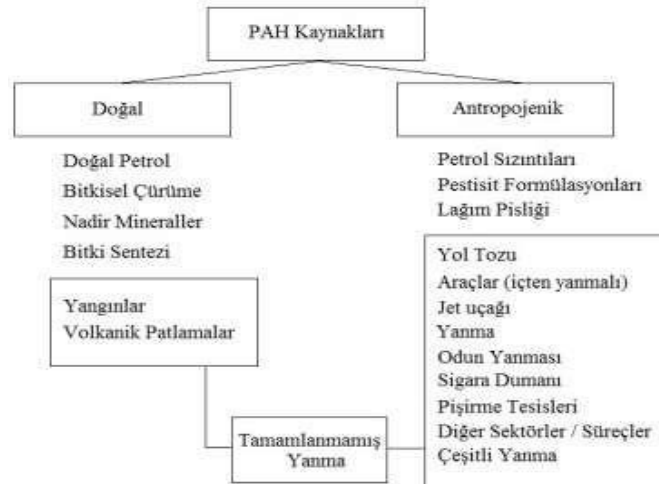 PAH Kaynakları
Doğal
Antropojenik
Doğal Petrol
Bitkisel Çürüme
Nadir Mineraller
Bitki Sentezi
Petrol Sızıntıları
Pestisit Formülasyonları
Lağım Pisliği
Yangınlar
Volkanik Patlamalar
Yol Tozu
Araçlar (içten yanmalı)
Jet uçağı
Yanma
Odun Yanması
Sigara Dumanı
Pişirme Tesisleri
Diğer Sektörler / Süreçler
Çeşitli Yanma
Tamamlanmamış
Yanma